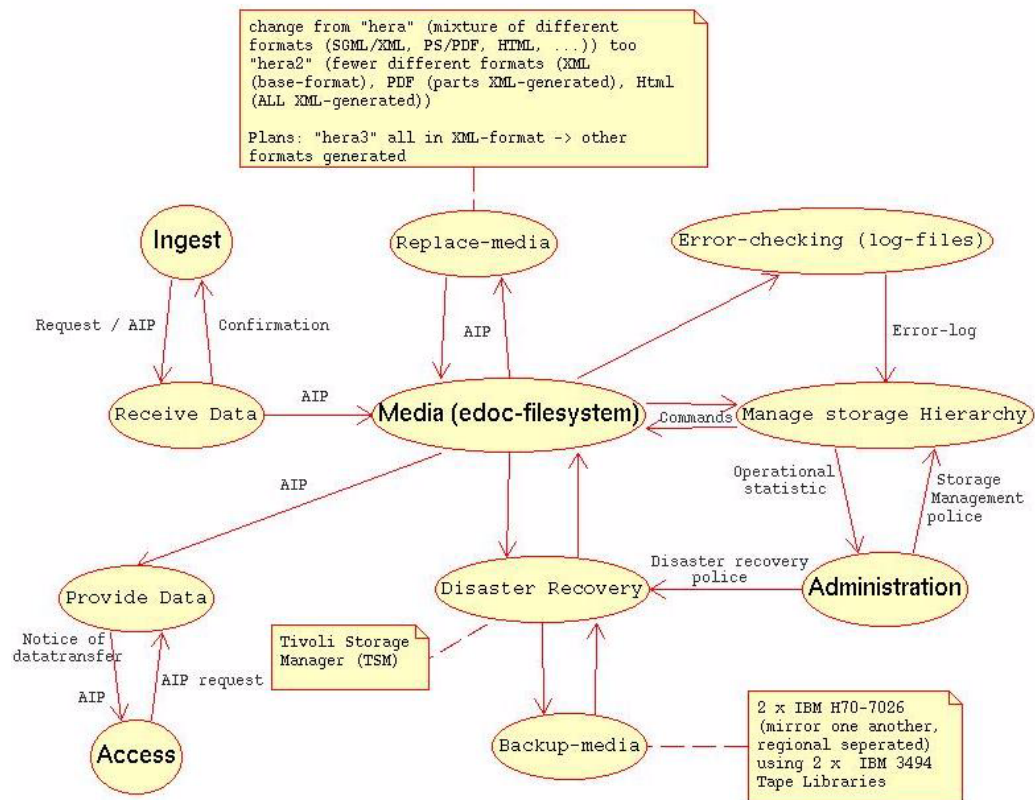 change from "hera" (mixture of different
formats (SGML/XML, PS/PDF, HTML, ...)) too
"hera2" (fewer different formats (XML
(base-format), PDF (parts XML-generated), Html
(ALL XML-generated))
Plans: "hera3" all in XML-format -> other
formats generated
Ingest
Replace-media
Error-checking (log-files)
Request / AIP
Confirmation
AIP
Error-log
Receive Data
AIP
Media (edoc-filesystem)
Commands
Manage storage Hierarchy
AIP
Operational
statistic
Storage
Management
police
Provide Data
Disaster Recovery
Disaster recovery
police
Administration
Notice of
datatransfer
Tivoli Storage
Manager (TSM)
AIP
AIP request
Access
Backup-media
2 x IBM H70-7026
(mirror one another,
regional seperated)
using 2 x IBM 3494
Tape Libraries